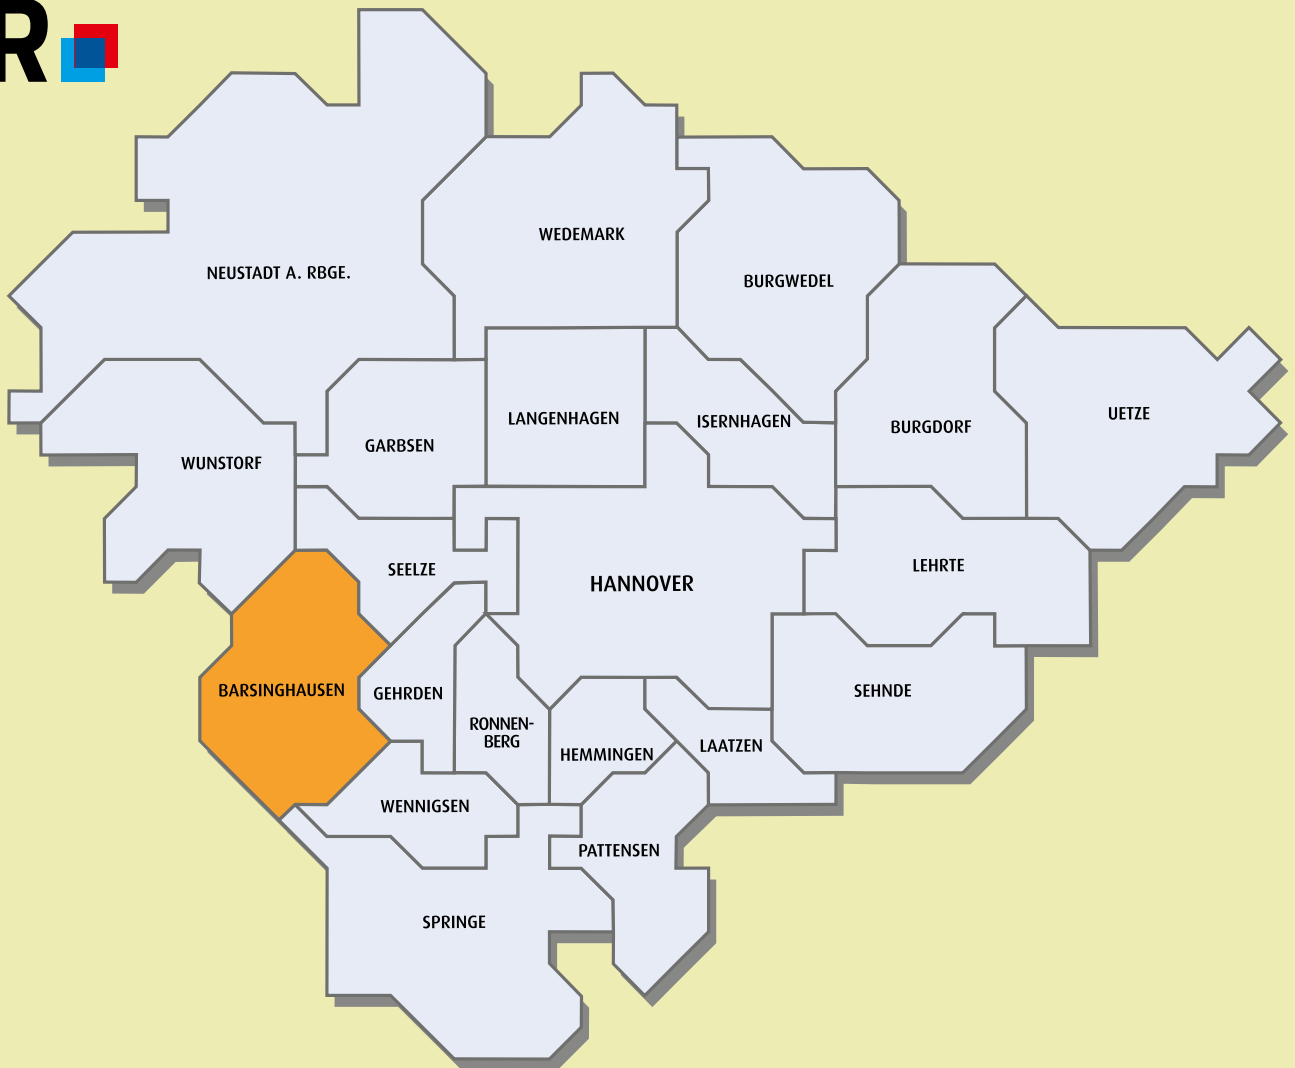 R
WEDEMARK
NEUSTADT A. RBGE.
BURGWEDEL
UETZE
LANGENHAGEN
ISERNHAGEN
BURGDORF
GARBSEN
WUNSTORF
LEHRTE
SEELZE
HANNOVER
BARSINGHAUSEN
GEHRDEN
SEHNDE
RONNEN-
BERG
LAATZEN
HEMMINGEN
WENNIGSEN
PATTENSEN
SPRINGE